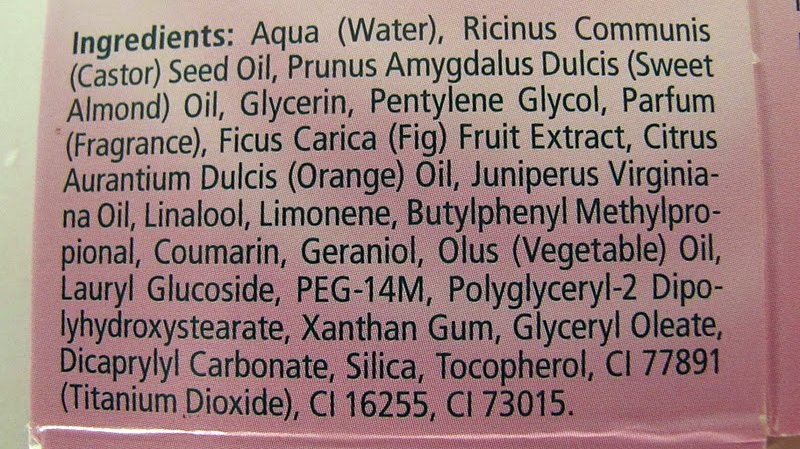 Ingredients: Aqua (Water), Ricinus Communis
(Castor) Seed Oil, Prunus Amygdalus Dulcis (Sweet
Almond) Oil, Glycerin, Pentylene Glycol, Parfum
(Fragrance), Ficus Carica (Fig) Fruit Extract, Citrus
Aurantium Dulcis (Orange) Oil, Juniperus Virginia-
na Oil, Linalool, Limonene, Butylphenyl Methylpro-
pional, Coumarin, Geraniol, Olus (Vegetable) Oil,
Lauryl Glucoside, PEG-14M, Polyglyceryl-2 Dipo-
lyhydroxystearate, Xanthan Gum, Glyceryl Oleate,
Dicaprylyl Carbonate, Silica, Tocopherol, CI 77891
(Titanium Dioxide), CI 16255, CI 73015.